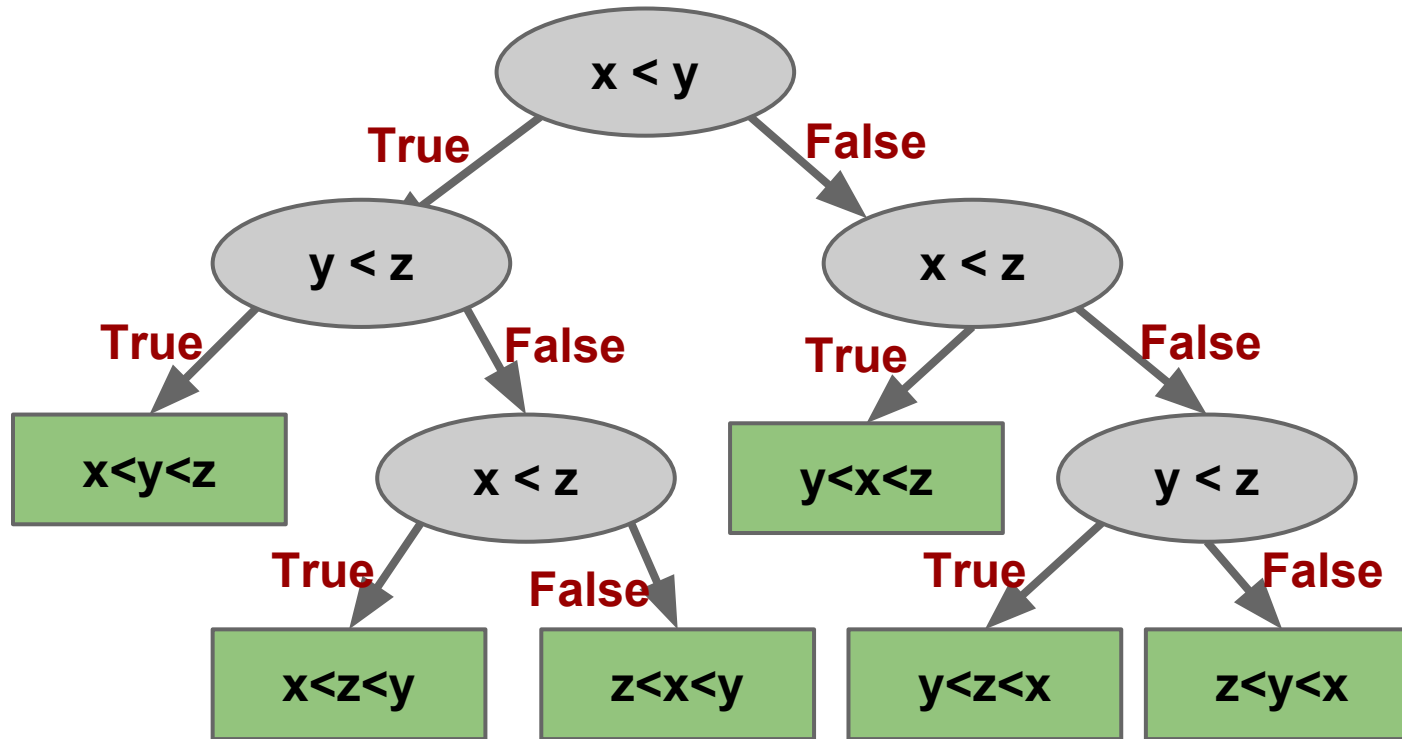 x < y
True
False
y < z
x < z
True
False
True
False
x<y<z
x < z
y<x<z
y < z
True
False
True
False
x<z<y
z<x<y
y<z<x
z<y<x